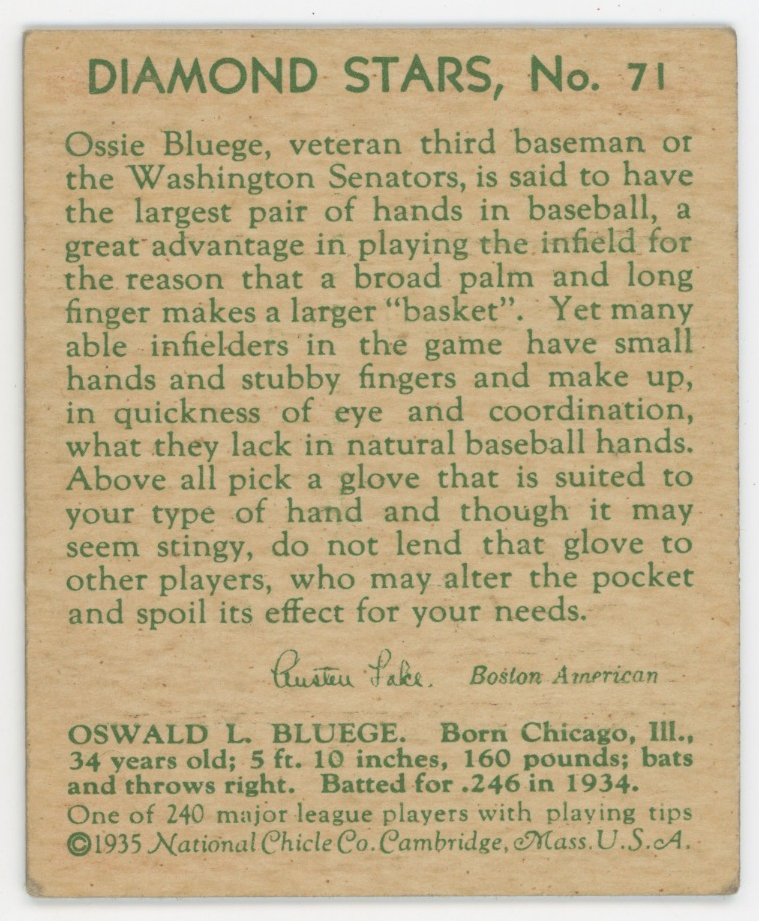 DIAMOND STARS, No. 71
Ossie Bluege, veteran third baseman of
the Washington Senators, is said to have
the largest pair of hands in baseball, a
great advantage in playing the infield for
the reason that a broad palm and long
finger makes a larger "basket". Yet many
able infielders in the game have small
hands and stubby fingers and make up,
in quickness of eye and coordination,
what they lack in natural baseball hands.
Above all pick a glove that is suited to
your type of hand and though it may
seem stingy, do not lend that glove to
other players, who may alter the pocket
and spoil its effect for your needs.
Austen Lake. Boston American
OSWALD L. BLUEGE. Born Chicago, Ill.,
34 years old; 5 ft. 10 inches, 160 pounds; bats
and throws right. Batted for .246 in 1934.
One of 240 major league players with playing tips
©1935 National Chicle Co. Cambridge, Mass. U.S.A.